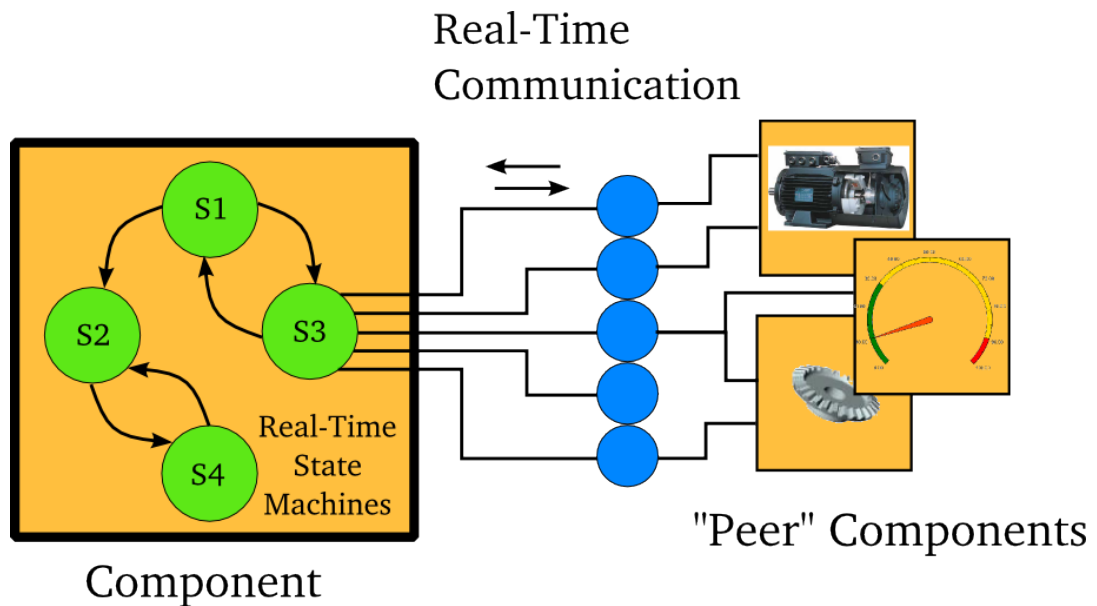 Real-Time
Communication
S1
S2
S3
S4
Real-Time
State
Machines
"Peer" Components
Component